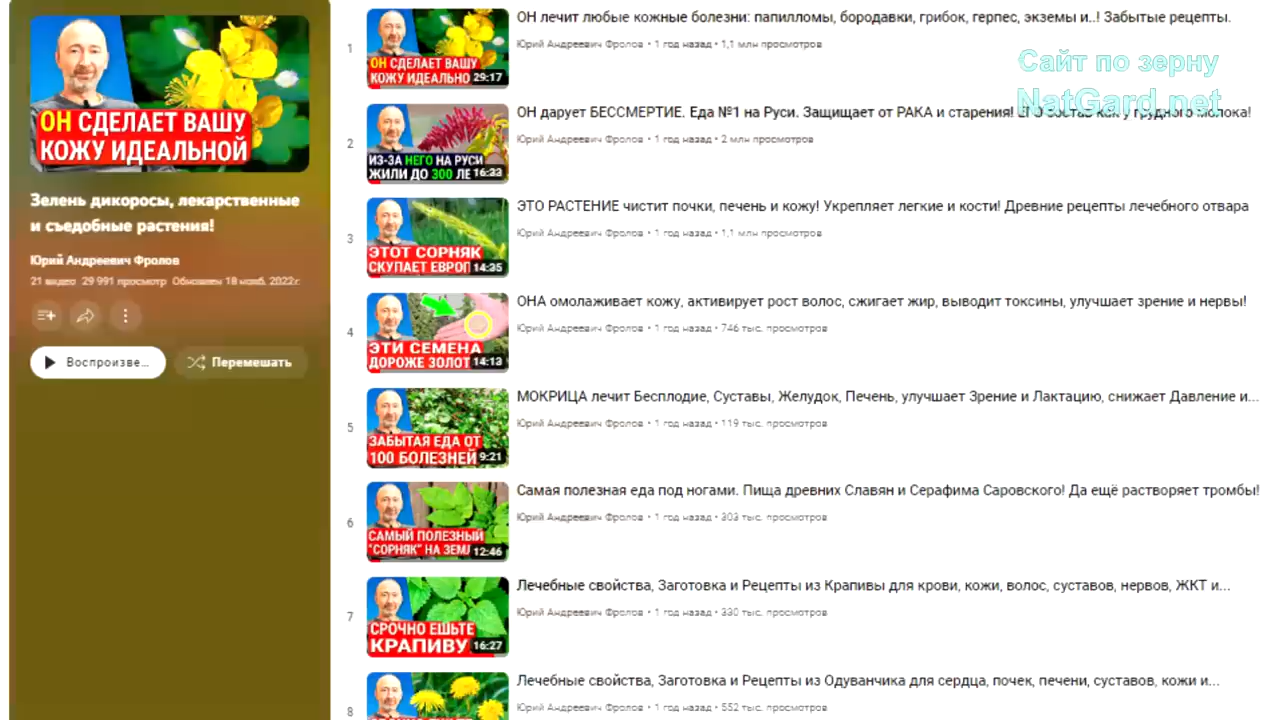 ОН СДЕЛАЕТ ВАШУ
КОЖУ ИДЕАЛЬНОЙ
Зелень дикоросы, лекарственные
и съедобные растения!
Юрий Андреевич Фролов
21 видео 29 991 просмотр Обновлен 18 нояб. 2022 г.
Воспроизве...
Перемешать
Сайт по зерну
NatGard.net
1
ОН СДЕЛАЕТ ВАШУ
КОЖУ ИДЕАЛЬНО
29:17
ОН лечит любые кожные болезни: папилломы, бородавки, грибок, герпес, экземы и..! Забытые рецепты.
Юрий Андреевич Фролов • 1 год назад • 1,1 млн просмотров
2
ИЗ-ЗА НЕГО НА РУСИ
ЖИЛИ ДО 300 ЛЕ
16:33
ОН дарует БЕССМЕРТИЕ. Еда №1 на Руси. Защищает от РАКА и старения! Его состав как у грудного молока!
Юрий Андреевич Фролов • 1 год назад • 2 млн просмотров
3
ЭТОТ СОРНЯК
СКУПАЕТ ЕВРОП
14:35
ЭТО РАСТЕНИЕ чистит почки, печень и кожу! Укрепляет легкие и кости! Древние рецепты лечебного отвара
Юрий Андреевич Фролов • 1 год назад • 1,1 млн просмотров
4
ЭТИ СЕМЕНА
ДОРОЖЕ ЗОЛОТ
14:13
ОНА омолаживает кожу, активирует рост волос, сжигает жир, выводит токсины, улучшает зрение и нервы!
Юрий Андреевич Фролов • 1 год назад • 746 тыс. просмотров
5
ЗАБЫТАЯ ЕДА ОТ
100 БОЛЕЗНЕЙ
9:21
МОКРИЦА лечит Бесплодие, Суставы, Желудок, Печень, улучшает Зрение и Лактацию, снижает Давление и...
Юрий Андреевич Фролов • 1 год назад • 119 тыс. просмотров
6
САМЫЙ ПОЛЕЗНЫЙ
"СОРНЯК" НА ЗЕМЛ
12:46
Самая полезная еда под ногами. Пища древних Славян и Серафима Саровского! Да ещё растворяет тромбы!
Юрий Андреевич Фролов • 1 год назад • 303 тыс. просмотров
7
СРОЧНО ЕШЬТЕ
КРАПИВУ
16:27
Лечебные свойства, Заготовка и Рецепты из Крапивы для крови, кожи, волос, суставов, нервов, ЖКТ и...
Юрий Андреевич Фролов • 1 год назад • 330 тыс. просмотров
8
Лечебные свойства, Заготовка и Рецепты из Одуванчика для сердца, почек, печени, суставов, кожи и...
Юрий Андреевич Фролов • 1 год назад • 552 тыс. просмотров